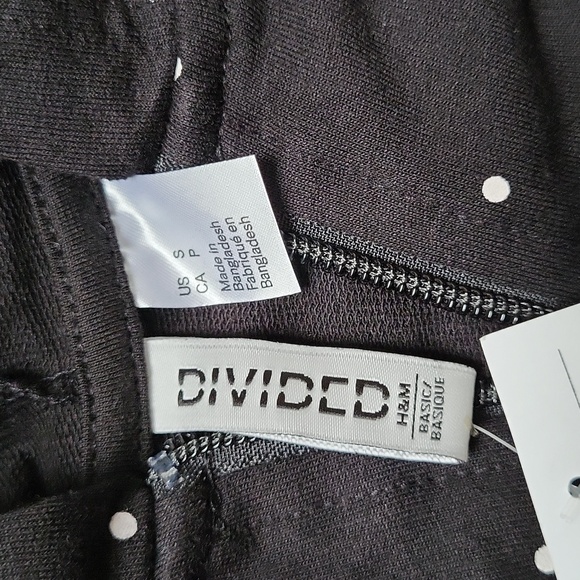 US S
CA P
Made in
Bangladesh
Fabriqué en
Bangladesh
DIVIDED
H&M
BASIC/
BASIQUE